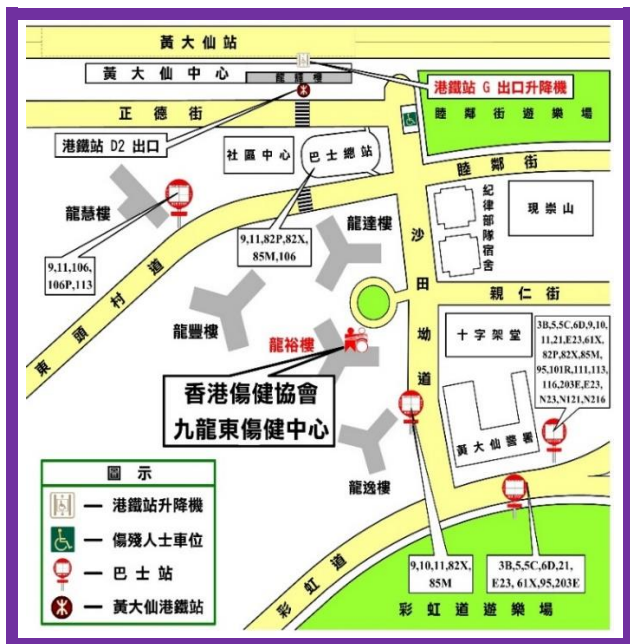 黃大仙站
黃大仙中心
龍輝樓
港鐵站 G 出口升降機
睦鄰街遊樂場
正德街
港鐵站 D2 出口
社區中心
巴士總站
睦鄰街
紀律部隊宿舍
現崇山
龍慧樓
9,11,106,
106P,113
9,11,82P,82X,
85M,106
龍達樓
沙田坳道
親仁街
東頭村道
龍豐樓
龍裕樓
十字架堂
3B,5,5C,6D,9,10,
11,21,E23,61X,
82P,82X,85M,
95,101R,111,113,
116,203E,E23,
N23,N121,N216
香港傷健協會
九龍東傷健中心
黃大仙警署
龍逸樓
圖示
港鐵站升降機
傷殘人士車位
巴士站
黃大仙港鐵站
9,10,11,82X,
85M
3B,5,5C,6D,21,
E23, 61X,95,203E
彩虹道
彩虹道遊樂場